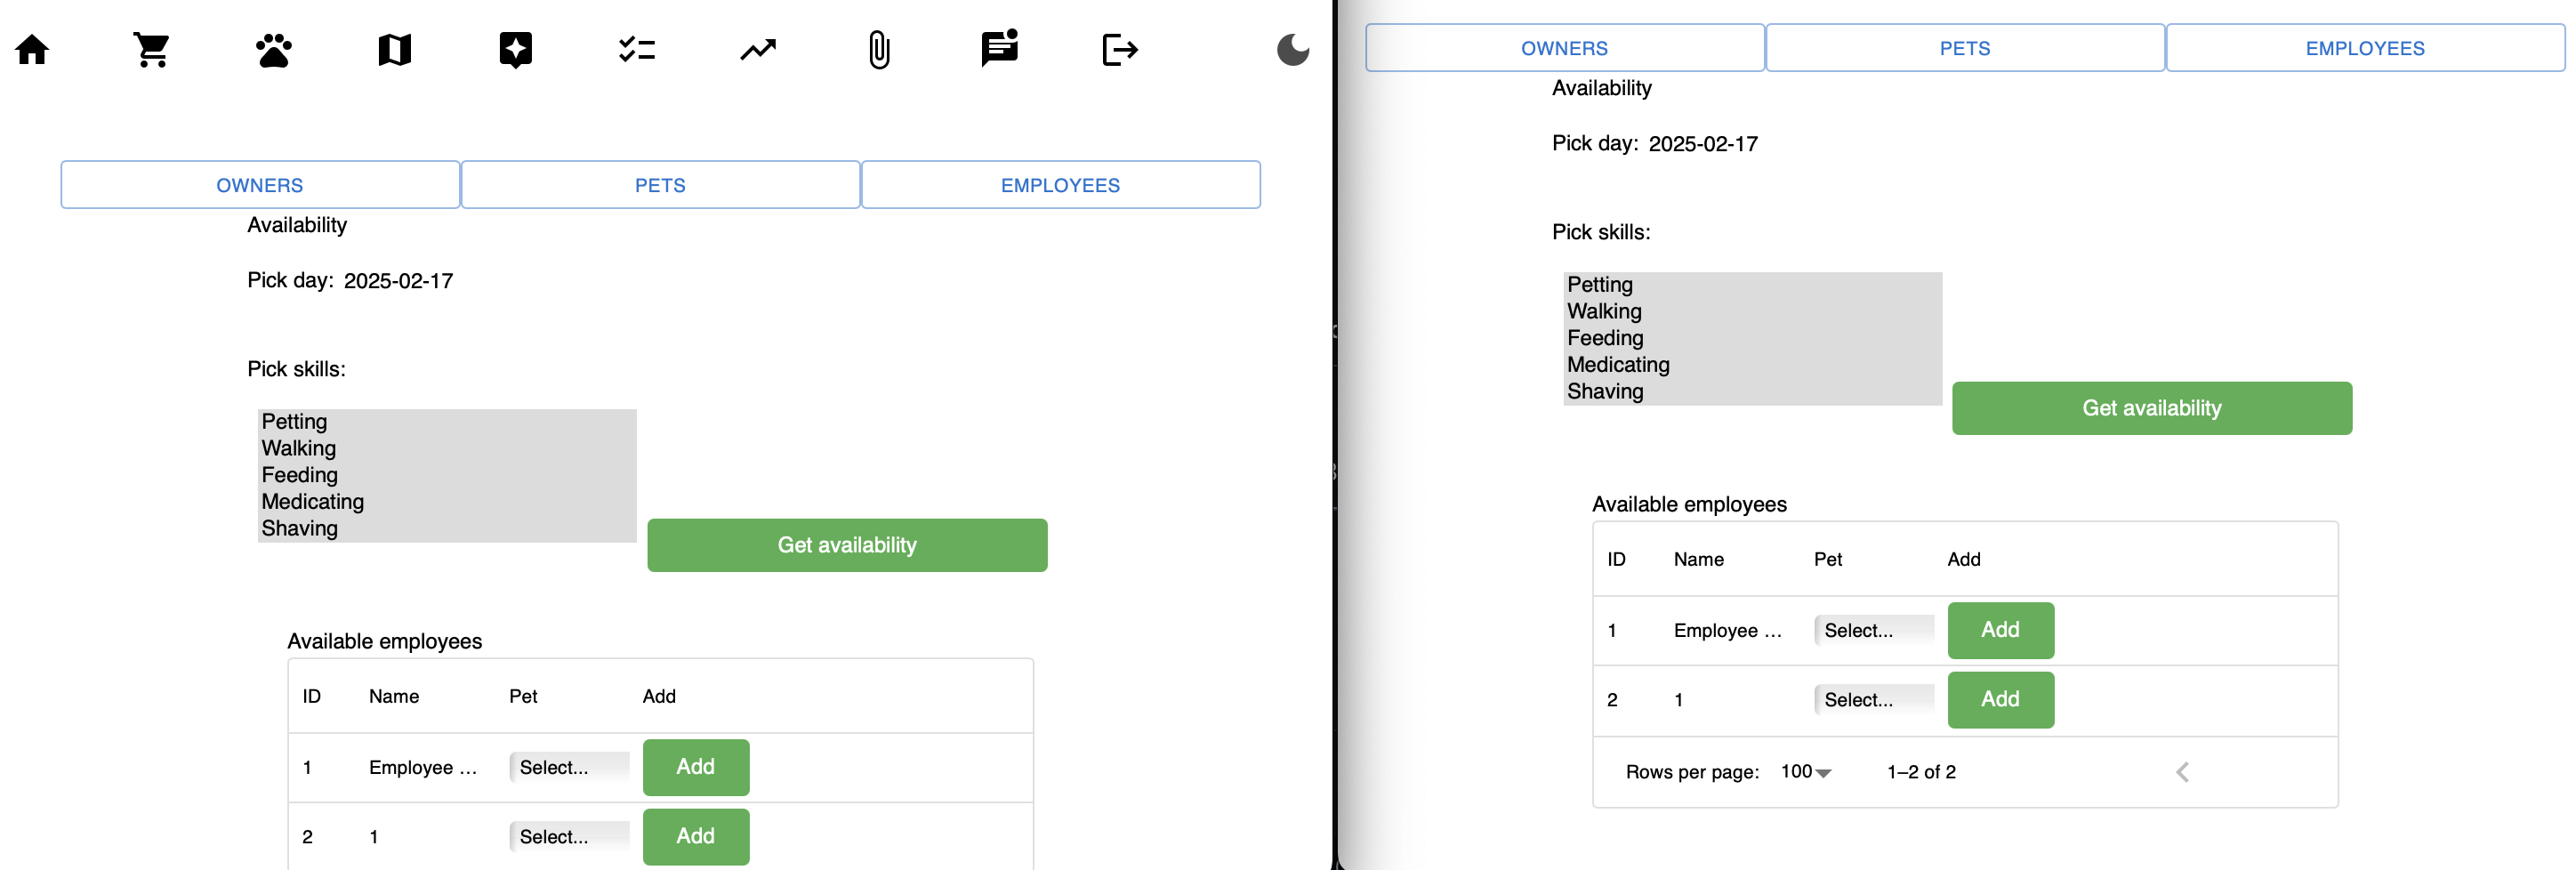 OWNERS PETS EMPLOYEES
Availability
Pick day: 2025-02-17
Pick skills:
Petting
Walking
Feeding
Medicating
Shaving
Get availability
Available employees
ID Name Pet Add
1 Employee ... Select... Add
2 1 Select... Add
OWNERS PETS EMPLOYEES
Availability
Pick day: 2025-02-17
Pick skills:
Petting
Walking
Feeding
Medicating
Shaving
Get availability
Available employees
ID Name Pet Add
1 Employee ... Select... Add
2 1 Select... Add
Rows per page: 100 1–2 of 2